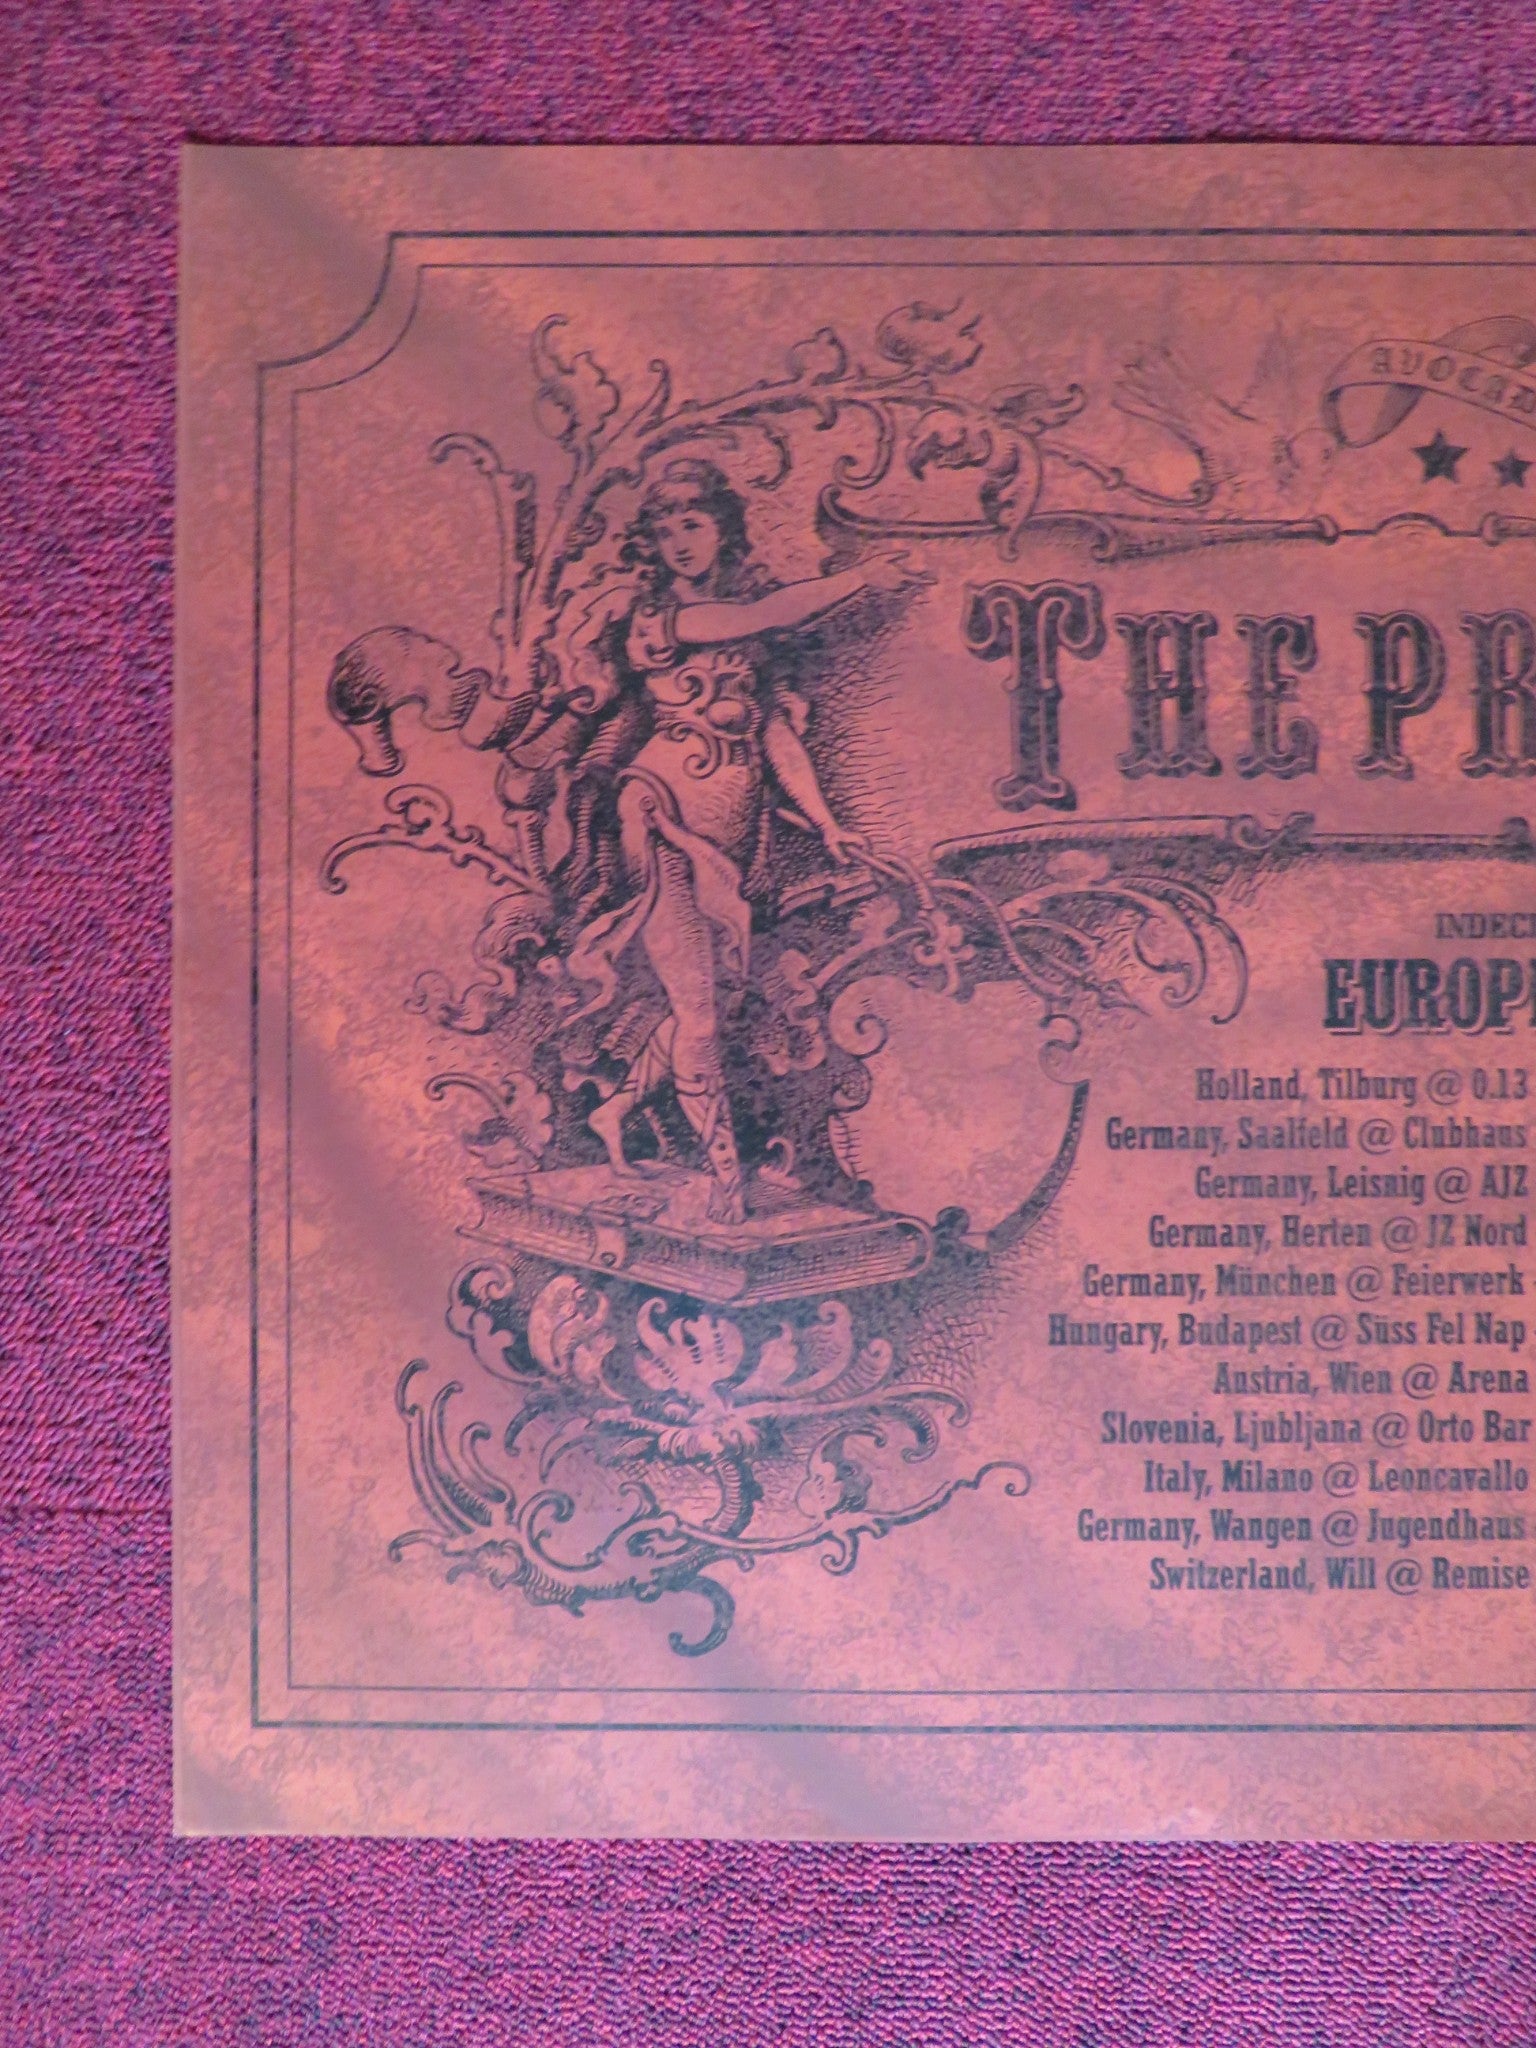 AVOCAD
THE PR
INDEC
EUROP
Holland, Tilburg @ 0.13
Germany, Saalfeld @ Clubhaus
Germany, Leisnig @ AJZ
Germany, Herten @ JZ Nord
Germany, München @ Feierwerk
Hungary, Budapest @ Süss Fel Nap
Austria, Wien @ Arena
Slovenia, Ljubljana @ Orto Bar
Italy, Milano @ Leoncavallo
Germany, Wangen @ Jugendhaus
Switzerland, Will @ Remise